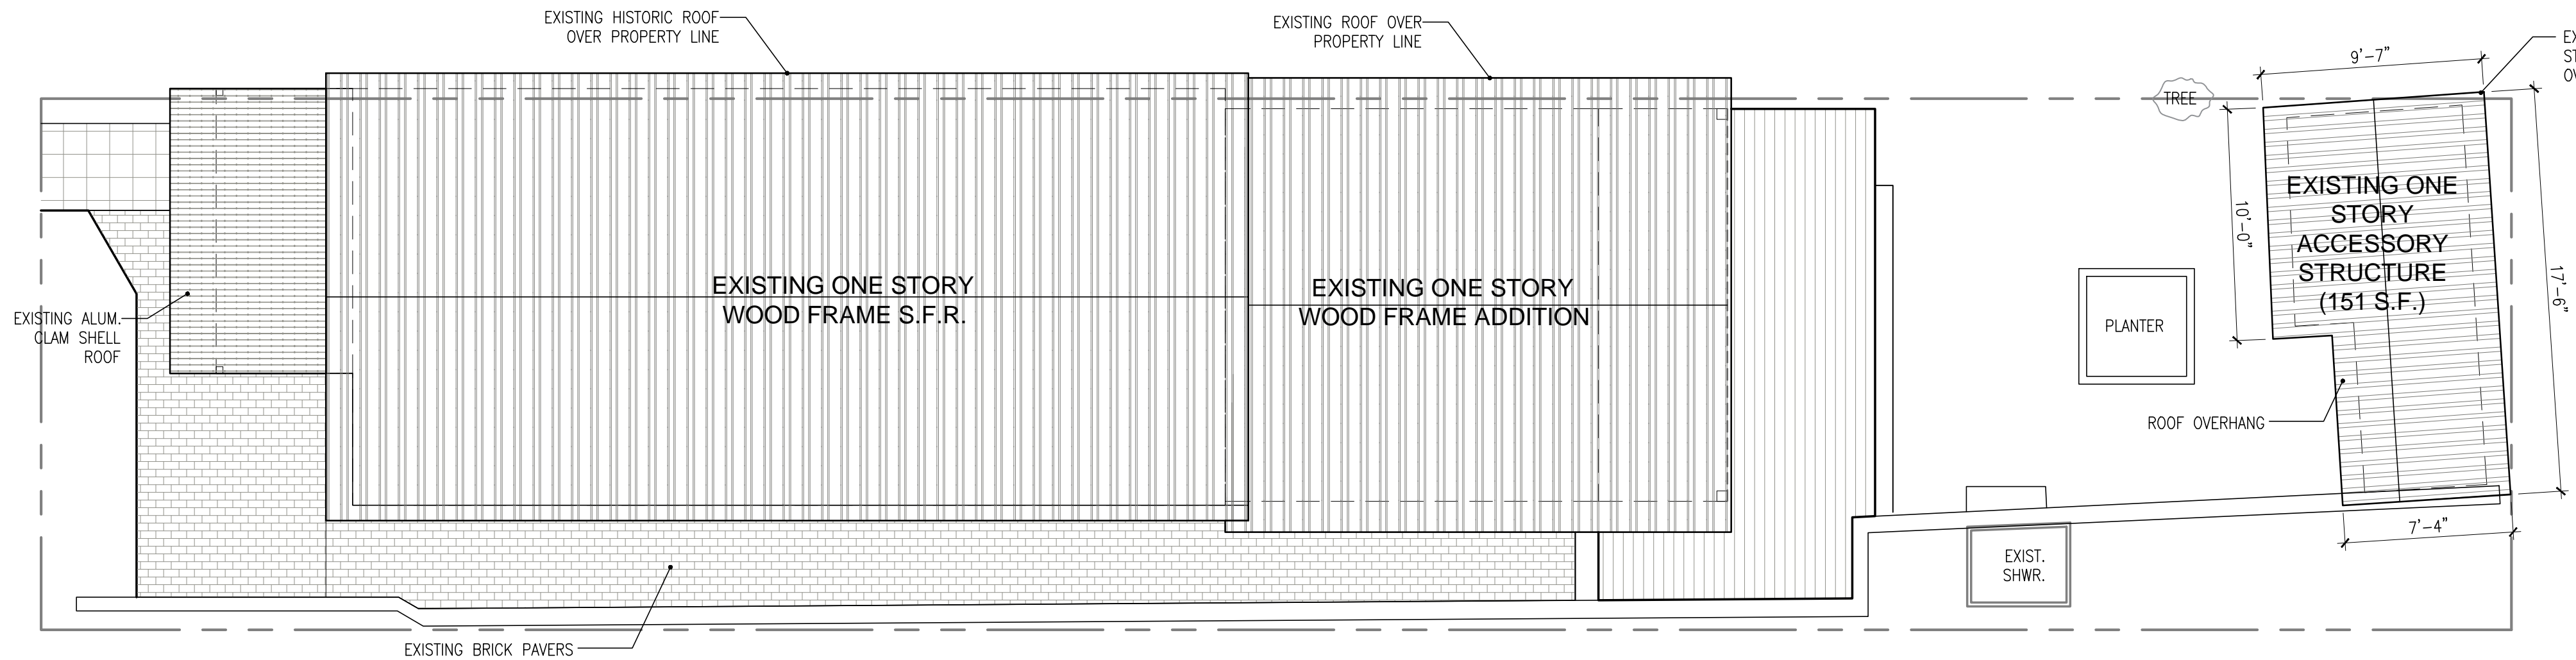 EXISTING HISTORIC ROOF
OVER PROPERTY LINE
EXISTING ROOF OVER
PROPERTY LINE
9'-7"
TREE
EXISTING ONE
STORY
ACCESSORY
STRUCTURE
(151 S.F.)
10'-0"
17'-6"
EXISTING ONE STORY
WOOD FRAME S.F.R.
EXISTING ONE STORY
WOOD FRAME ADDITION
EXISTING ALUM.
CLAM SHELL
ROOF
PLANTER
ROOF OVERHANG
7'-4"
EXIST.
SHWR.
EXISTING BRICK PAVERS